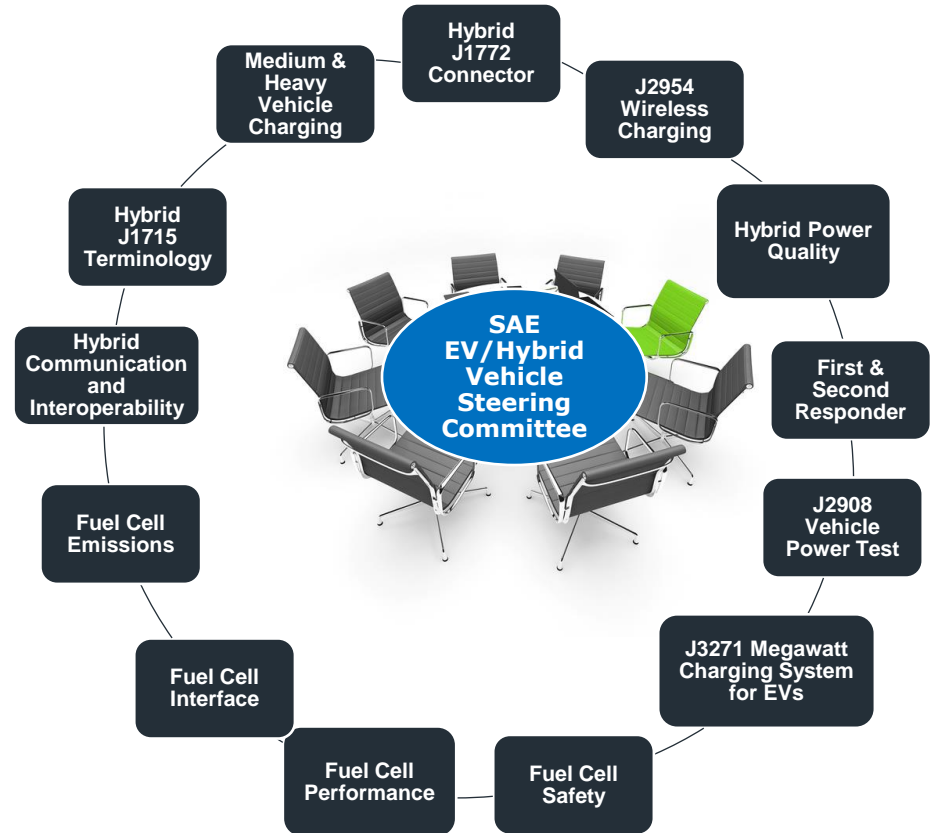 Hybrid
J1772
Connector
J2954
Wireless
Charging
Hybrid Power
Quality
First &
Second
Responder
J2908
Vehicle
Power Test
J3271 Megawatt
Charging System
for EVs
Fuel Cell
Safety
Fuel Cell
Performance
Fuel Cell
Interface
Fuel Cell
Emissions
Hybrid
Communication
and
Interoperability
Hybrid
J1715
Terminology
Medium &
Heavy
Vehicle
Charging
SAE
EV/Hybrid
Vehicle
Steering
Committee